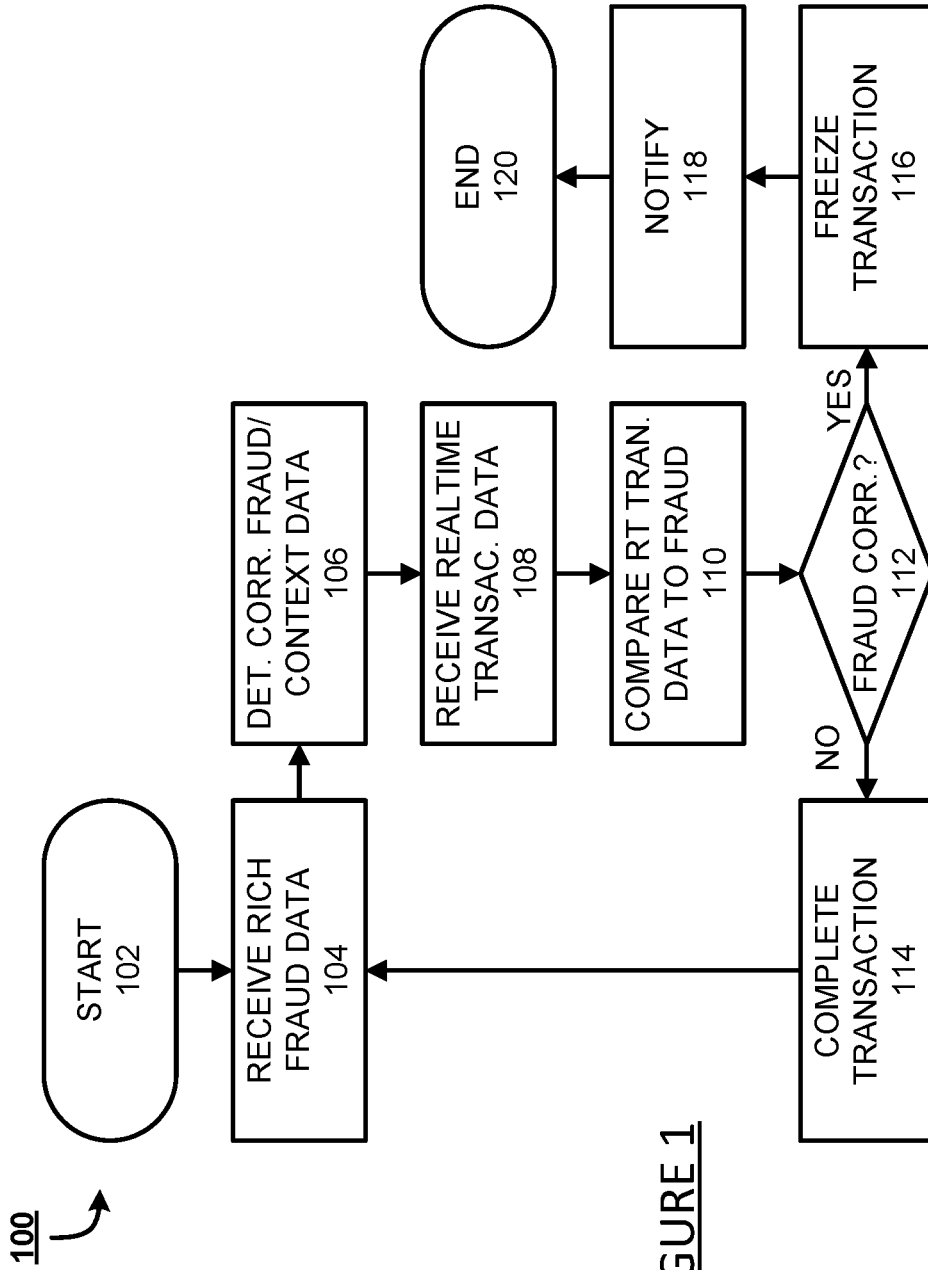 100
START
102
RECEIVE RICH
FRAUD DATA
104
DET. CORR. FRAUD/
CONTEXT DATA
106
RECEIVE REALTIME
TRANSAC. DATA
108
COMPARE RT TRAN.
DATA TO FRAUD
110
FRAUD CORR.?
112
NO
YES
COMPLETE
TRANSACTION
114
FREEZE
TRANSACTION
116
NOTIFY
118
END
120
GURE 1